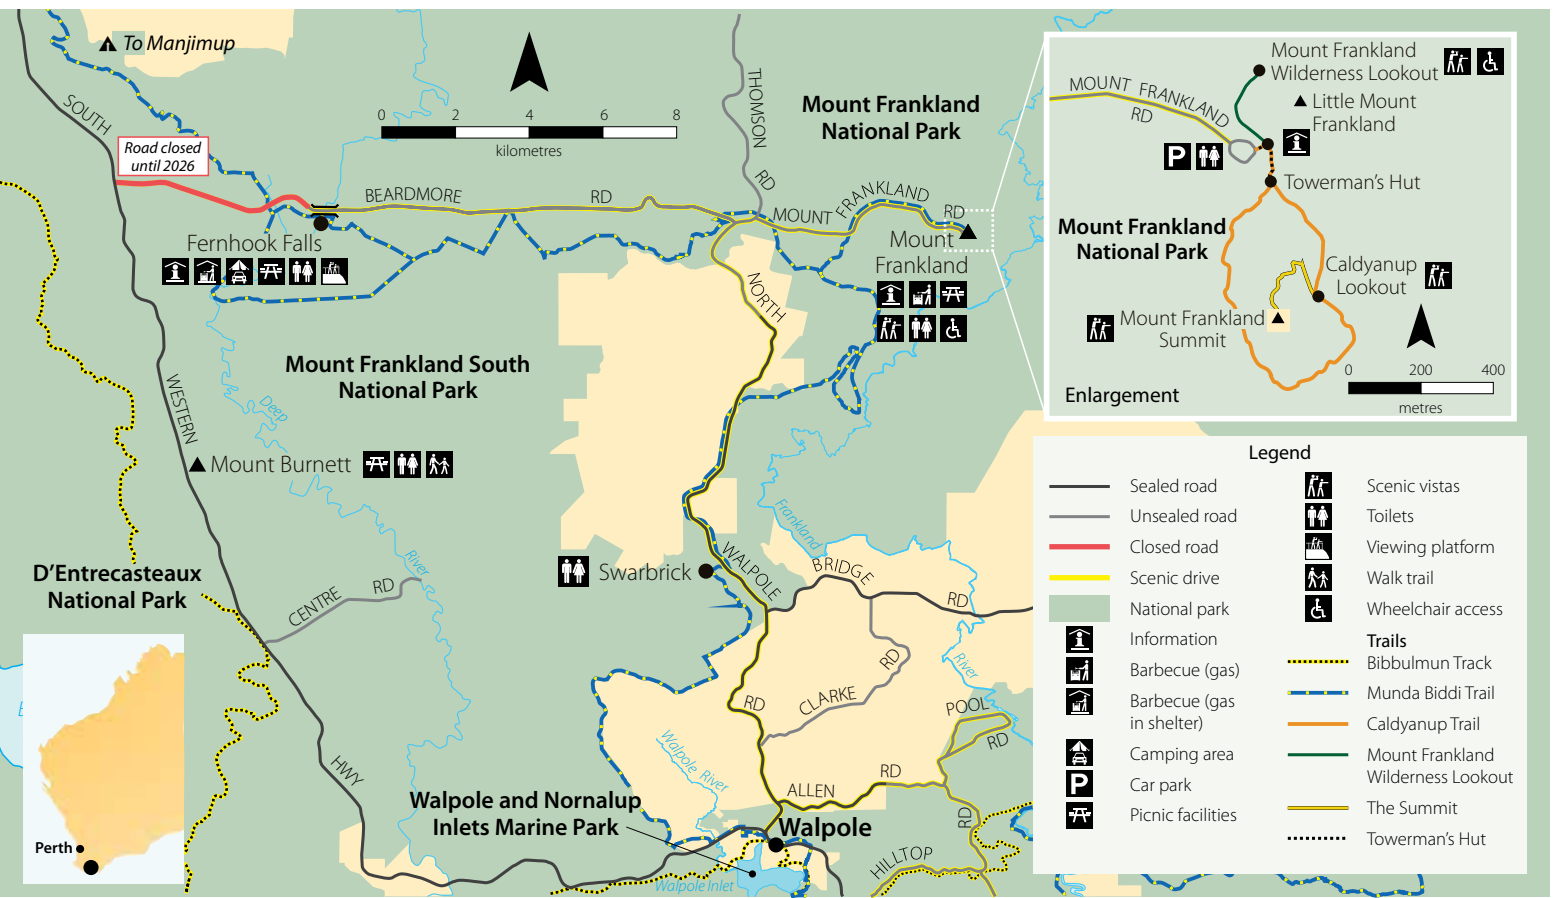 To Manjimup
SOUTH
Road closed
until 2026
0 2 4 6 8
kilometres
THOMSON
RD
Mount Frankland
National Park
BEARDMORE
RD
MOUNT
FRANKLAND
RD
Fernhook Falls
Mount
Frankland
NORTH
Mount Frankland South
National Park
WESTERN
Deep
Mount Burnett
River
Frankland
D'Entrecasteaux
National Park
CENTRE
RD
Swarbrick
WALPOLE
BRIDGE
RD
River
RD
CLARKE
RD
POOL
RD
HWY
Walpole River
ALLEN
RD
RD
Walpole and Nornalup
Inlets Marine Park
Walpole
HILLTOP
Walpole Inlet
Perth
E
Mount Frankland
Wilderness Lookout
MOUNT FRANKLAND
RD
Little Mount
Frankland
P
Towerman's Hut
Mount Frankland
National Park
Caldyanup
Lookout
Mount Frankland
Summit
0 200 400
metres
Enlargement
Legend
Sealed road
Unsealed road
Closed road
Scenic drive
National park
Information
Barbecue (gas)
Barbecue (gas
in shelter)
Camping area
P
Car park
Picnic facilities
Scenic vistas
Toilets
Viewing platform
Walk trail
Wheelchair access
Trails
Bibbulmun Track
Munda Biddi Trail
Caldyanup Trail
Mount Frankland
Wilderness Lookout
The Summit
Towerman's Hut